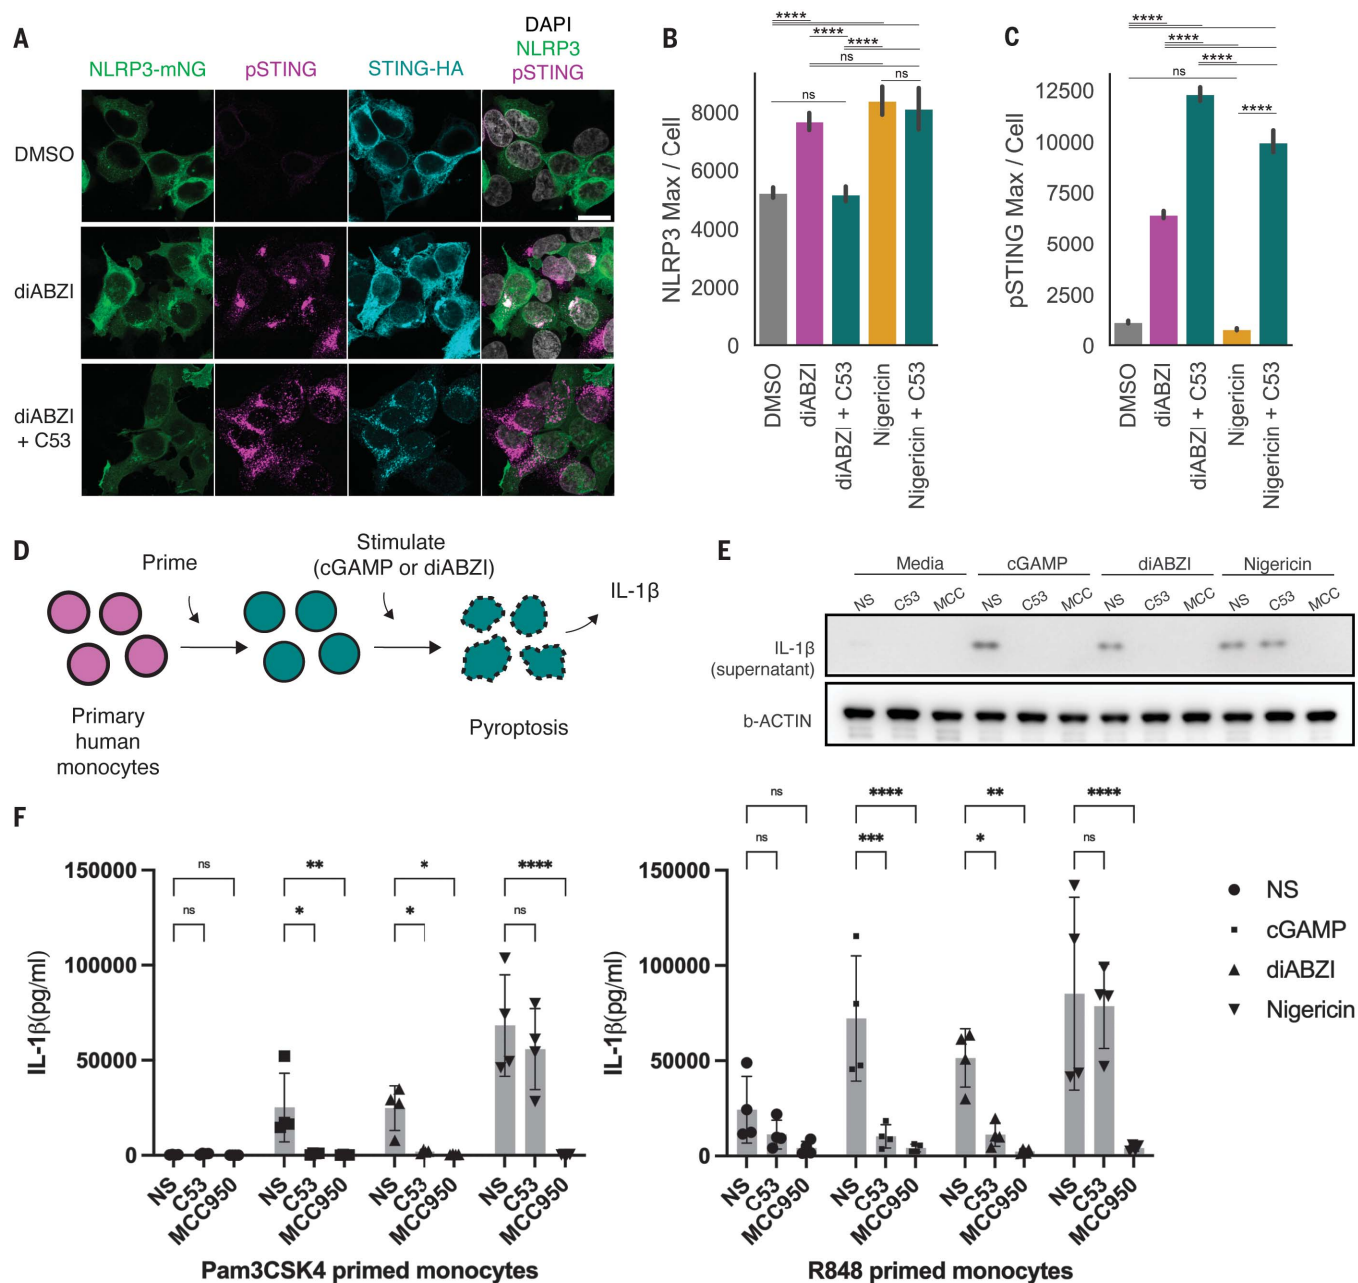 A
NLRP3-mNG
pSTING
STING-HA
DAPI
NLRP3
pSTING
DMSO
diABZI
diABZI
+ C53
B
****
****
****
ns
ns
ns
NLRP3 Max / Cell
8000
6000
4000
2000
0
DMSO
diABZI
diABZI + C53
Nigericin
Nigericin + C53
C
****
****
****
ns
****
pSTING Max / Cell
12500
10000
7500
5000
2500
0
DMSO
diABZI
diABZI + C53
Nigericin
Nigericin + C53
D
Prime
Stimulate
(cGAMP or diABZI)
IL-1β
Primary
human
monocytes
Pyroptosis
E
Media
cGAMP
diABZI
Nigericin
NS
C53
MCC
NS
C53
MCC
NS
C53
MCC
NS
C53
MCC
IL-1β
(supernatant)
b-ACTIN
F
ns
**
*
****
ns
*
*
ns
IL-1β(pg/ml)
150000
100000
50000
0
NS
C53
MCC950
NS
C53
MCC950
NS
C53
MCC950
NS
C53
MCC950
Pam3CSK4 primed monocytes
ns
****
**
****
ns
***
*
ns
IL-1β(pg/ml)
150000
100000
50000
0
NS
C53
MCC950
NS
C53
MCC950
NS
C53
MCC950
NS
C53
MCC950
R848 primed monocytes
NS
cGAMP
diABZI
Nigericin